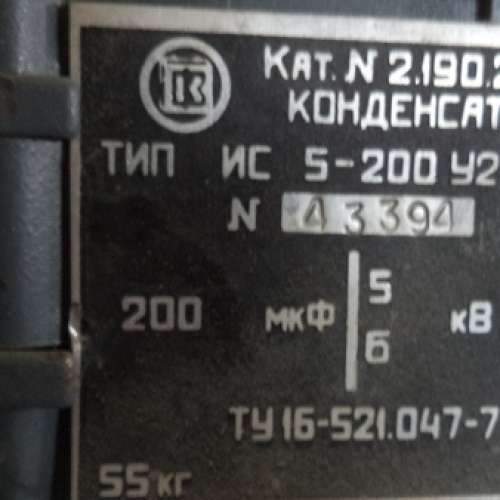 Кат. N 2.190.2
КОНДЕНСАТ
ТИП ИС 5-200 У2
N 43394
200 мкФ 5 кВ
6
ТУ 16-521.047-7
55 кг